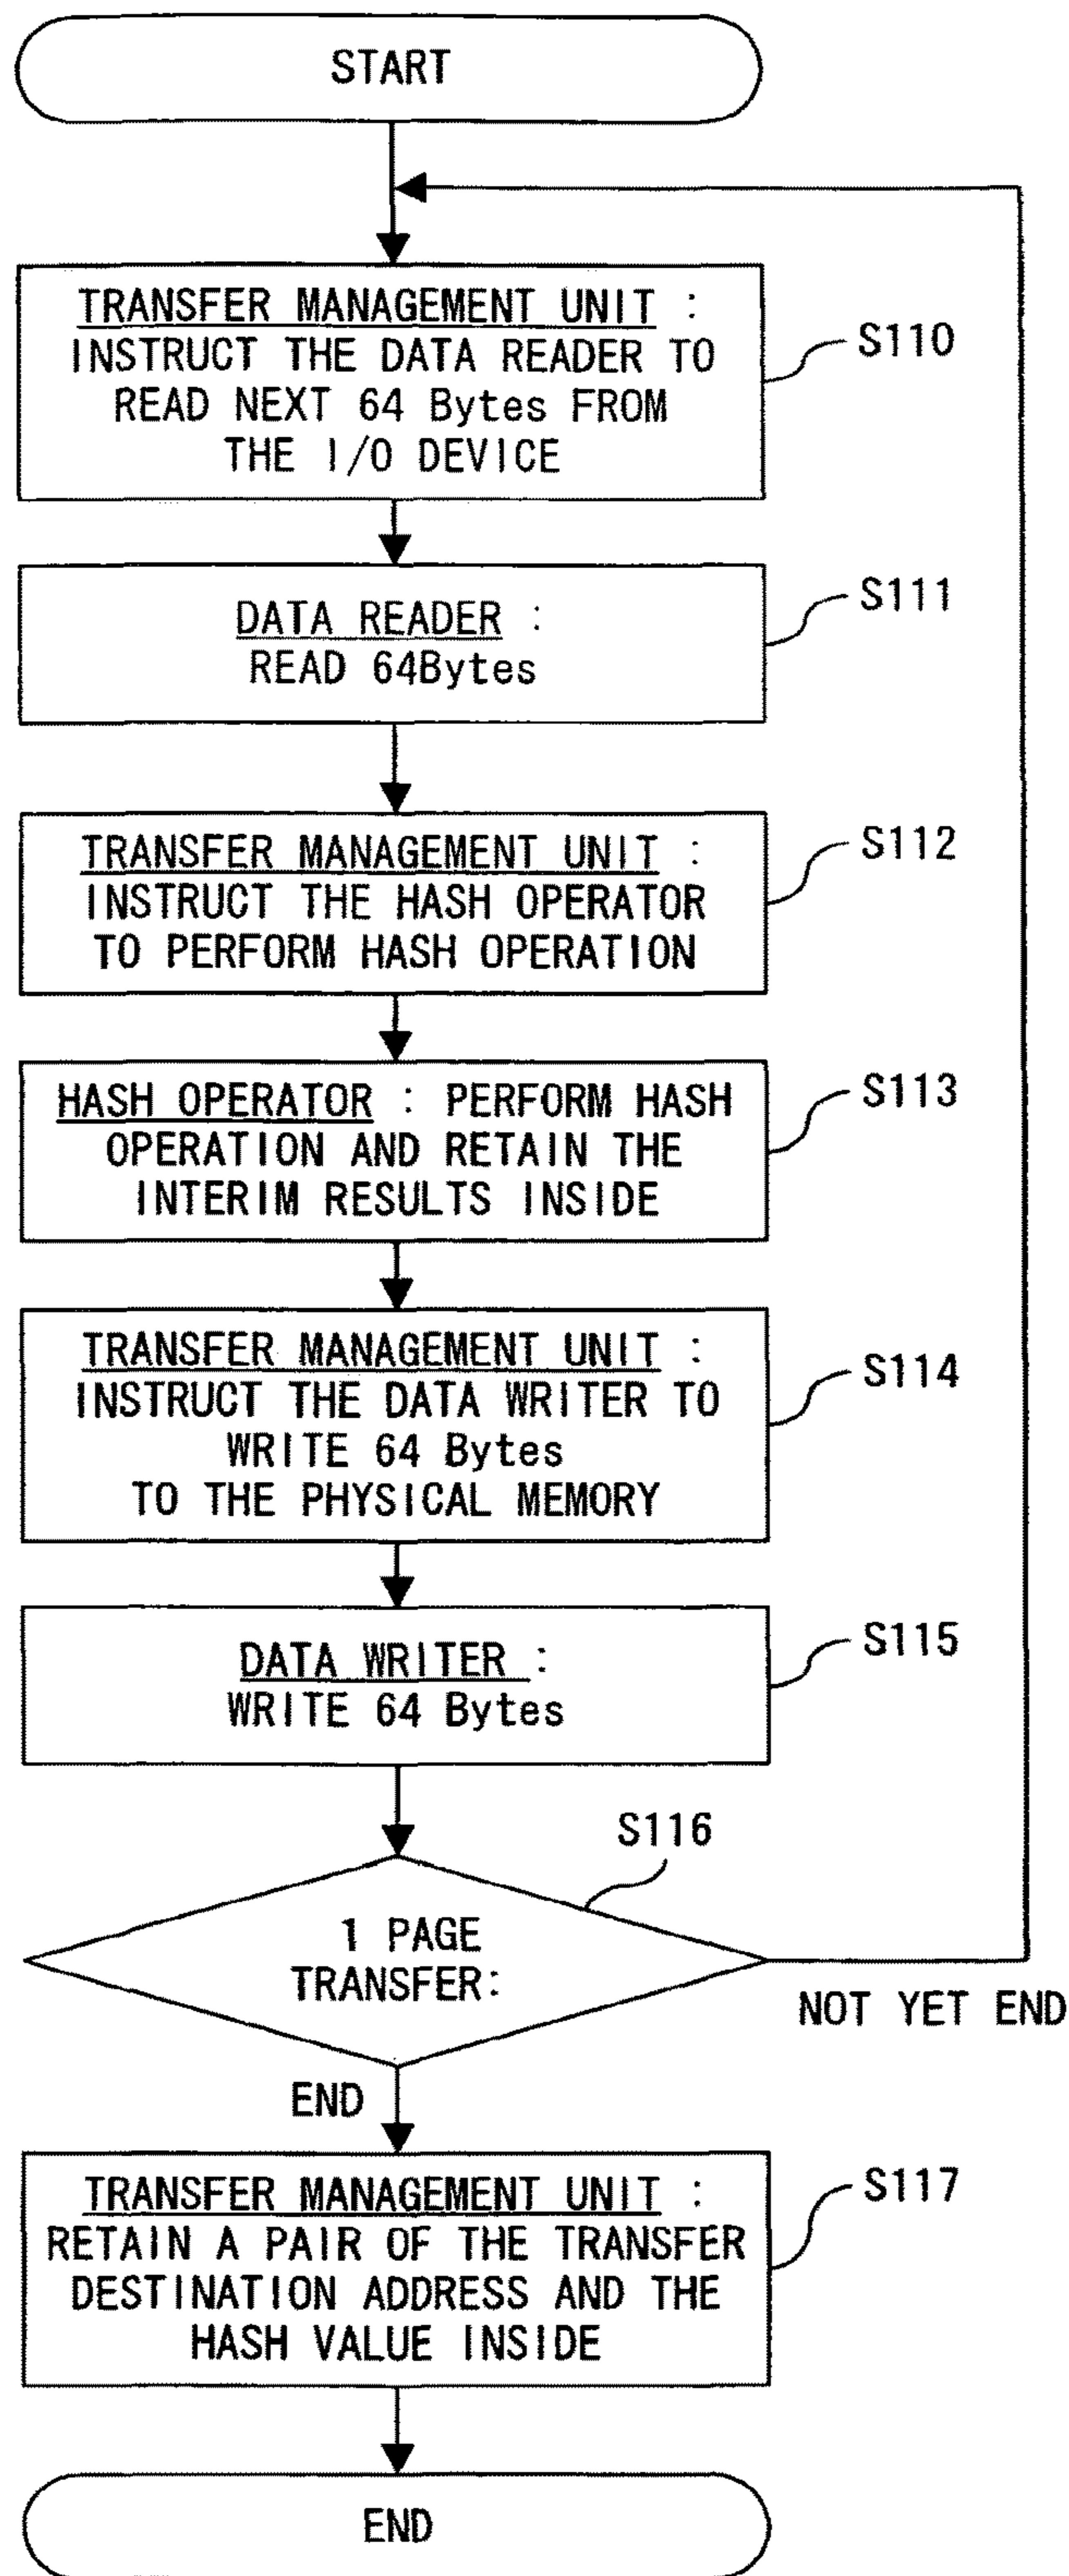 START
TRANSFER MANAGEMENT UNIT :
INSTRUCT THE DATA READER TO
READ NEXT 64 Bytes FROM
THE I/O DEVICE
S110
DATA READER :
READ 64Bytes
S111
TRANSFER MANAGEMENT UNIT :
INSTRUCT THE HASH OPERATOR
TO PERFORM HASH OPERATION
S112
HASH OPERATOR : PERFORM HASH
OPERATION AND RETAIN THE
INTERIM RESULTS INSIDE
S113
TRANSFER MANAGEMENT UNIT :
INSTRUCT THE DATA WRITER TO
WRITE 64 Bytes
TO THE PHYSICAL MEMORY
S114
DATA WRITER :
WRITE 64 Bytes
S115
S116
1 PAGE
TRANSFER:
NOT YET END
END
TRANSFER MANAGEMENT UNIT :
RETAIN A PAIR OF THE TRANSFER
DESTINATION ADDRESS AND THE
HASH VALUE INSIDE
S117
END